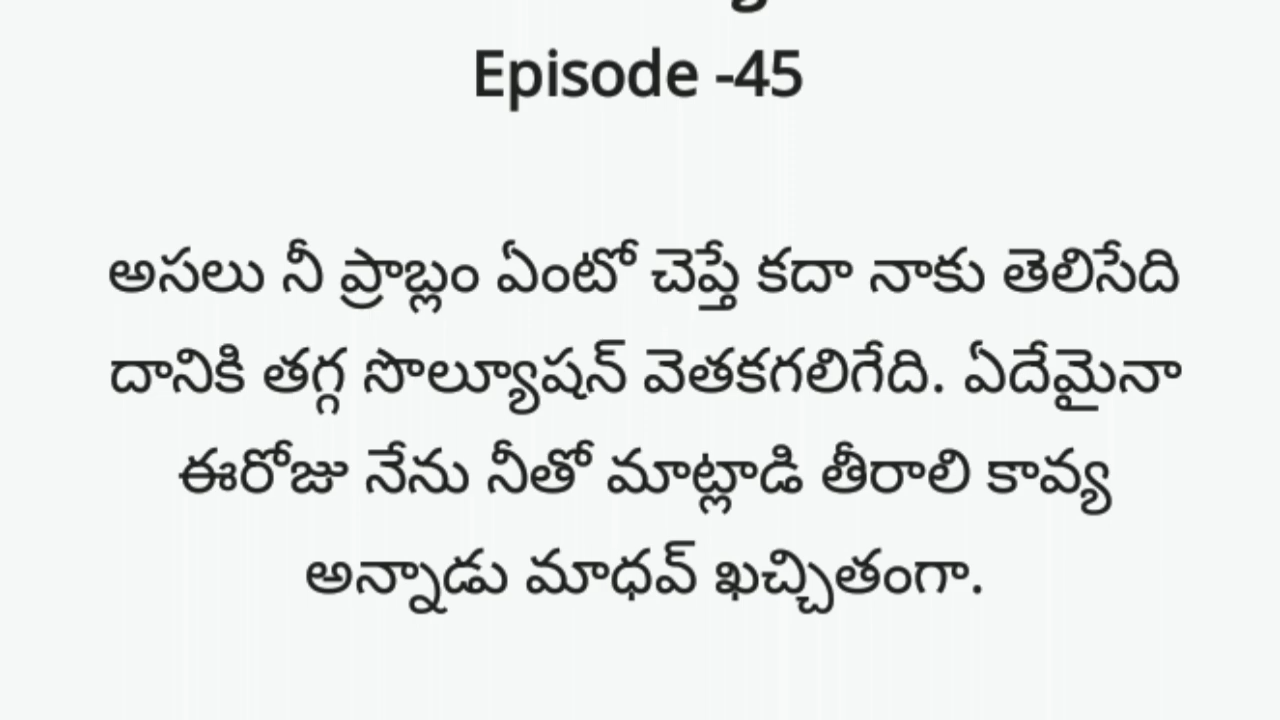 Episode -45
అసలు నీ ప్రాబ్లం ఏంటో చెప్తే కదా నాకు తెలిసేది
దానికి తగ్గ సొల్యూషన్ వెతకగలిగేది. ఏదేమైనా
ఈరోజు నేను నీతో మాట్లాడి తీరాలి కావ్య
అన్నాడు మాధవ్ ఖచ్చితంగా.